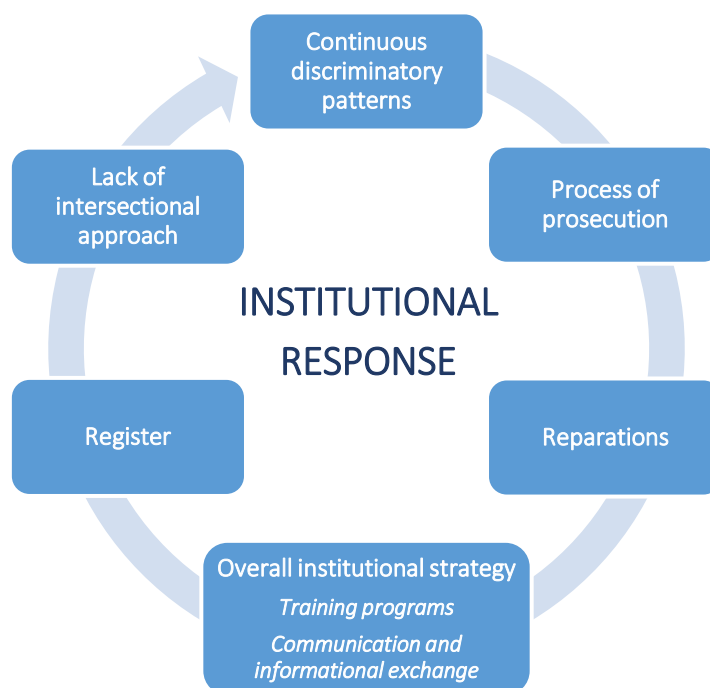 Continuous
discriminatory
patterns
Process of
prosecution
Reparations
Overall institutional strategy
Training programs
Communication and
informational exchange
Register
Lack of
intersectional
approach
INSTITUTIONAL
RESPONSE